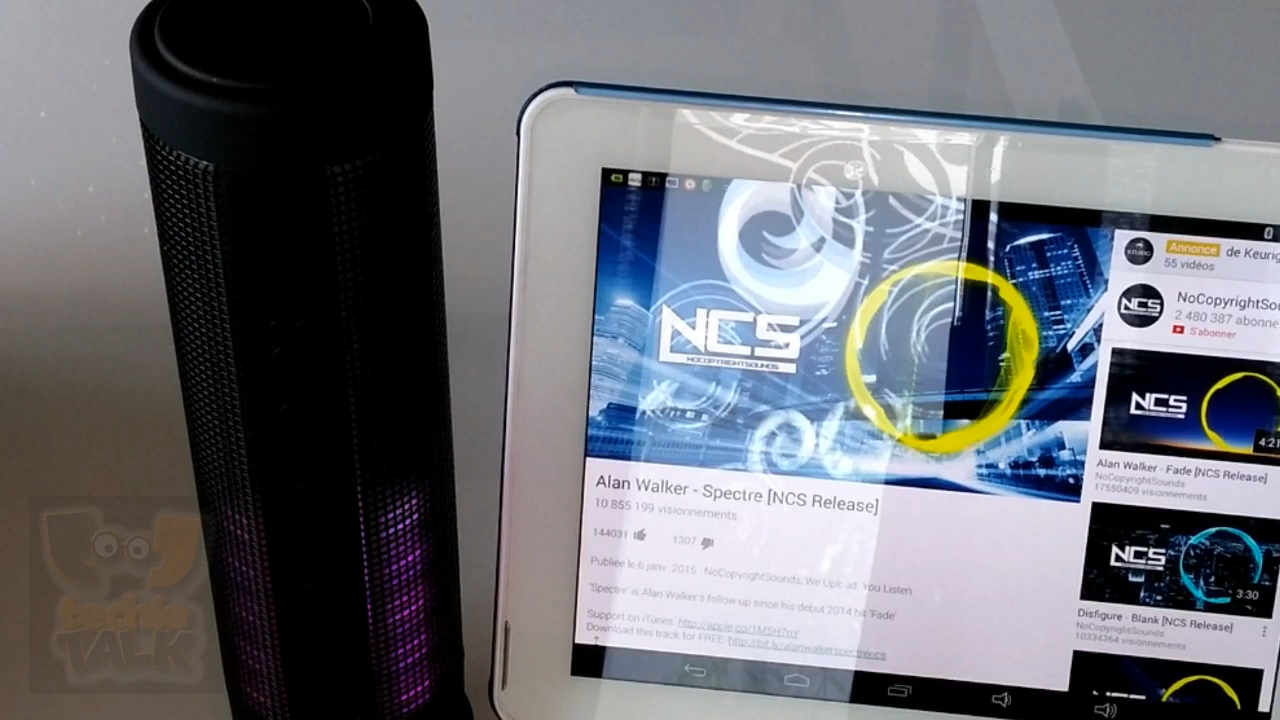 NCS
NOCOPYRIGHTSOUNDS
Alan Walker - Spectre [NCS Release]
10 855 199 visionnements
144031
1307
Publiée le 6 janv. 2015 · NoCopyrightSounds, We Upload, You Listen
'Spectre' is Alan Walker's follow up since his debut 2014 hit 'Fade'
Support on iTunes: http://apple.co/1M5H7nY
Download this track for FREE: http://bit.ly/alanwalkerspectrencs
Annonce de Keurig
55 vidéos
NCS
NoCopyrightSou
2 480 387 abonne
S'abonner
NCS
4:21
Alan Walker - Fade [NCS Release]
NoCopyrightSounds
17550409 visionnements
NCS
3:30
Disfigure - Blank [NCS Release]
NoCopyrightSounds
10334364 visionnements
techie
TALK